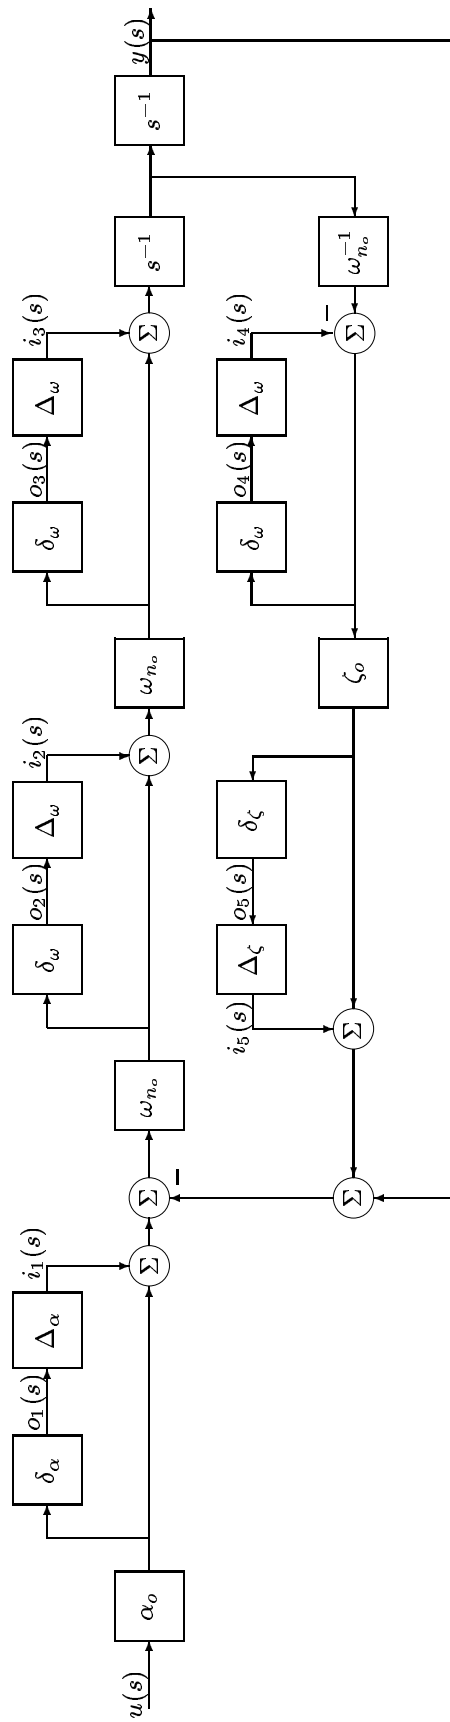 u(s)
α_o
δ_α
o_1(s)
Δ_α
i_1(s)
Σ
Σ
−
ω_{n_o}
δ_ω
o_2(s)
Δ_ω
i_2(s)
Σ
ω_{n_o}
δ_ω
o_3(s)
Δ_ω
i_3(s)
Σ
s^{-1}
s^{-1}
y(s)
Σ
Σ
i_5(s)
Δ_ζ
o_5(s)
δ_ζ
ζ_o
δ_ω
o_4(s)
Δ_ω
i_4(s)
−
Σ
ω_{n_o}^{-1}